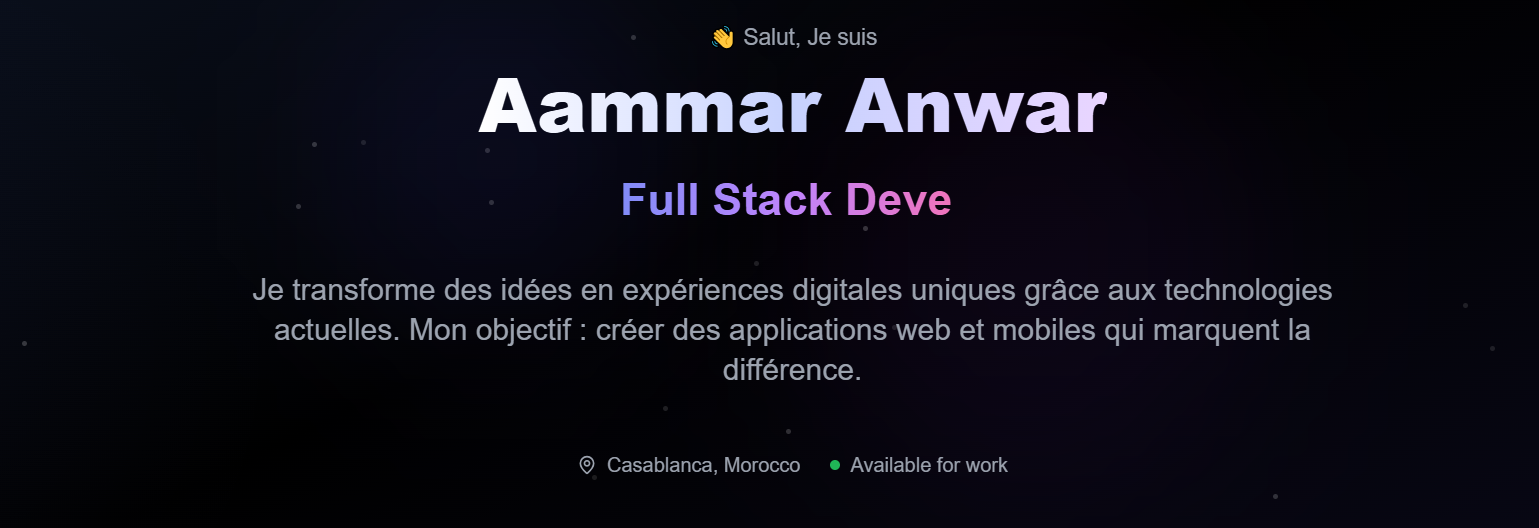 👋 Salut, Je suis
Aammar Anwar
Full Stack Deve
Je transforme des idées en expériences digitales uniques grâce aux technologies
actuelles. Mon objectif : créer des applications web et mobiles qui marquent la
différence.
Casablanca, Morocco
Available for work